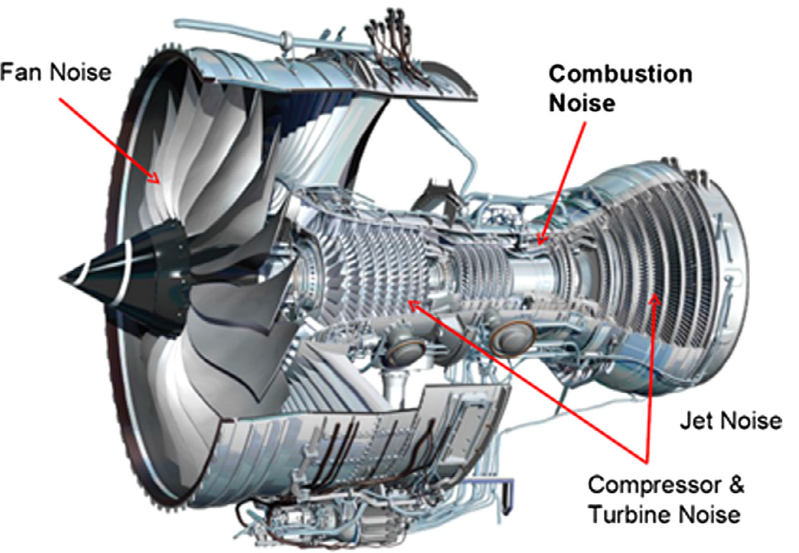 Fan Noise
Combustion
Noise
Jet Noise
Compressor &
Turbine Noise